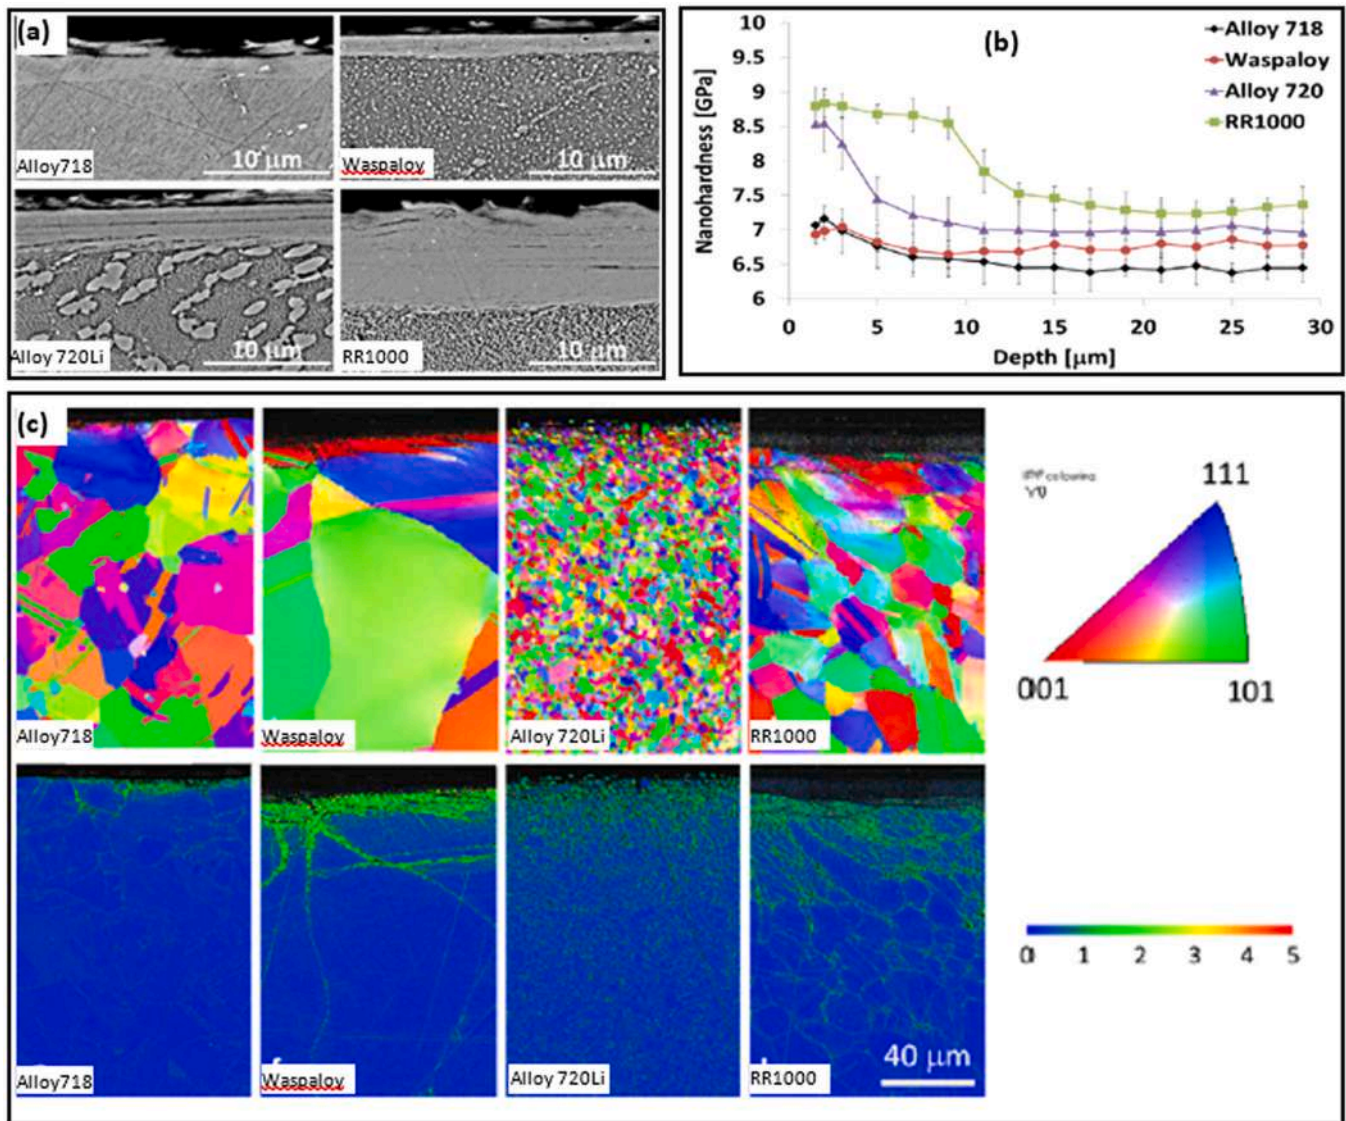 (a)
Alloy718
10 μm
Waspaloy
10 μm
Alloy 720Li
10 μm
RR1000
10 μm
(b)
Alloy 718
Waspaloy
Alloy 720
RR1000
Nanohardness [GPa]
10
9.5
9
8.5
8
7.5
7
6.5
6
0 5 10 15 20 25 30
Depth [μm]
(c)
Alloy718
Waspaloy
Alloy 720Li
RR1000
111
001
101
Alloy718
Waspaloy
Alloy 720Li
RR1000
40 μm
0 1 2 3 4 5